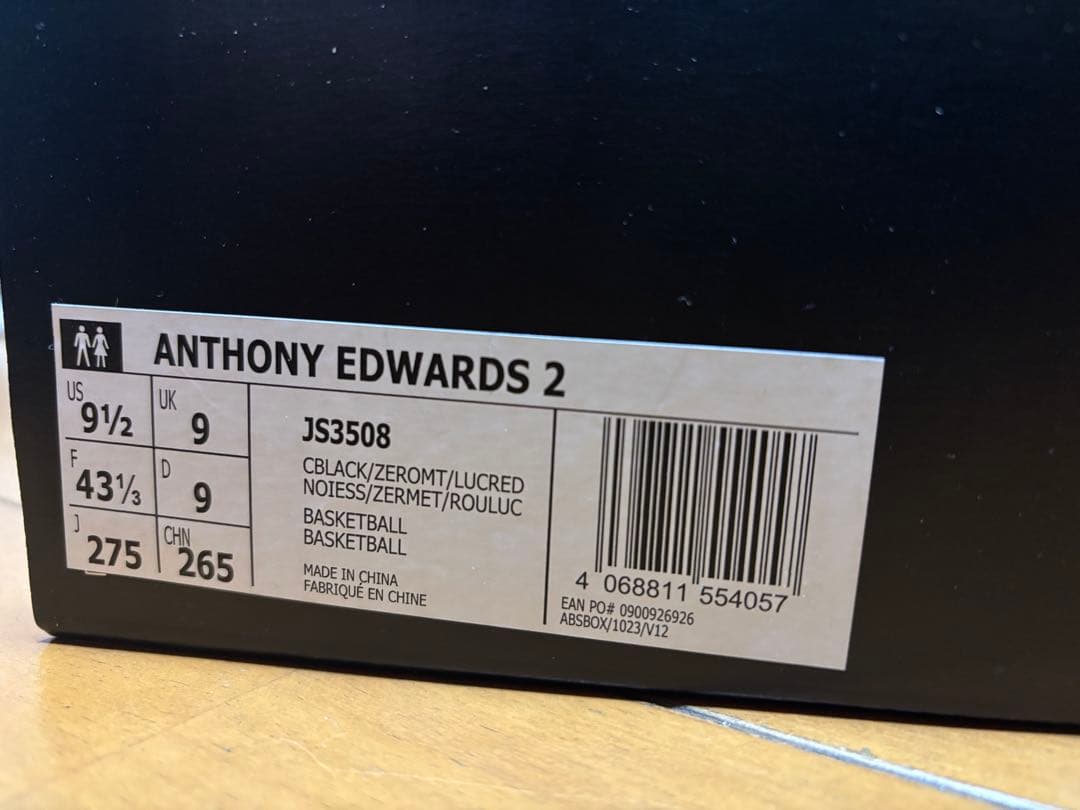 ANTHONY EDWARDS 2
US 9½
UK 9
F 43⅓
D 9
J 275
CHN 265
JS3508
CBLACK/ZEROMT/LUCRED
NOIESS/ZERMET/ROULUC
BASKETBALL
BASKETBALL
MADE IN CHINA
FABRIQUÉ EN CHINE
4 068811 554057
EAN PO# 0900926926
ABSBOX/1023/V12